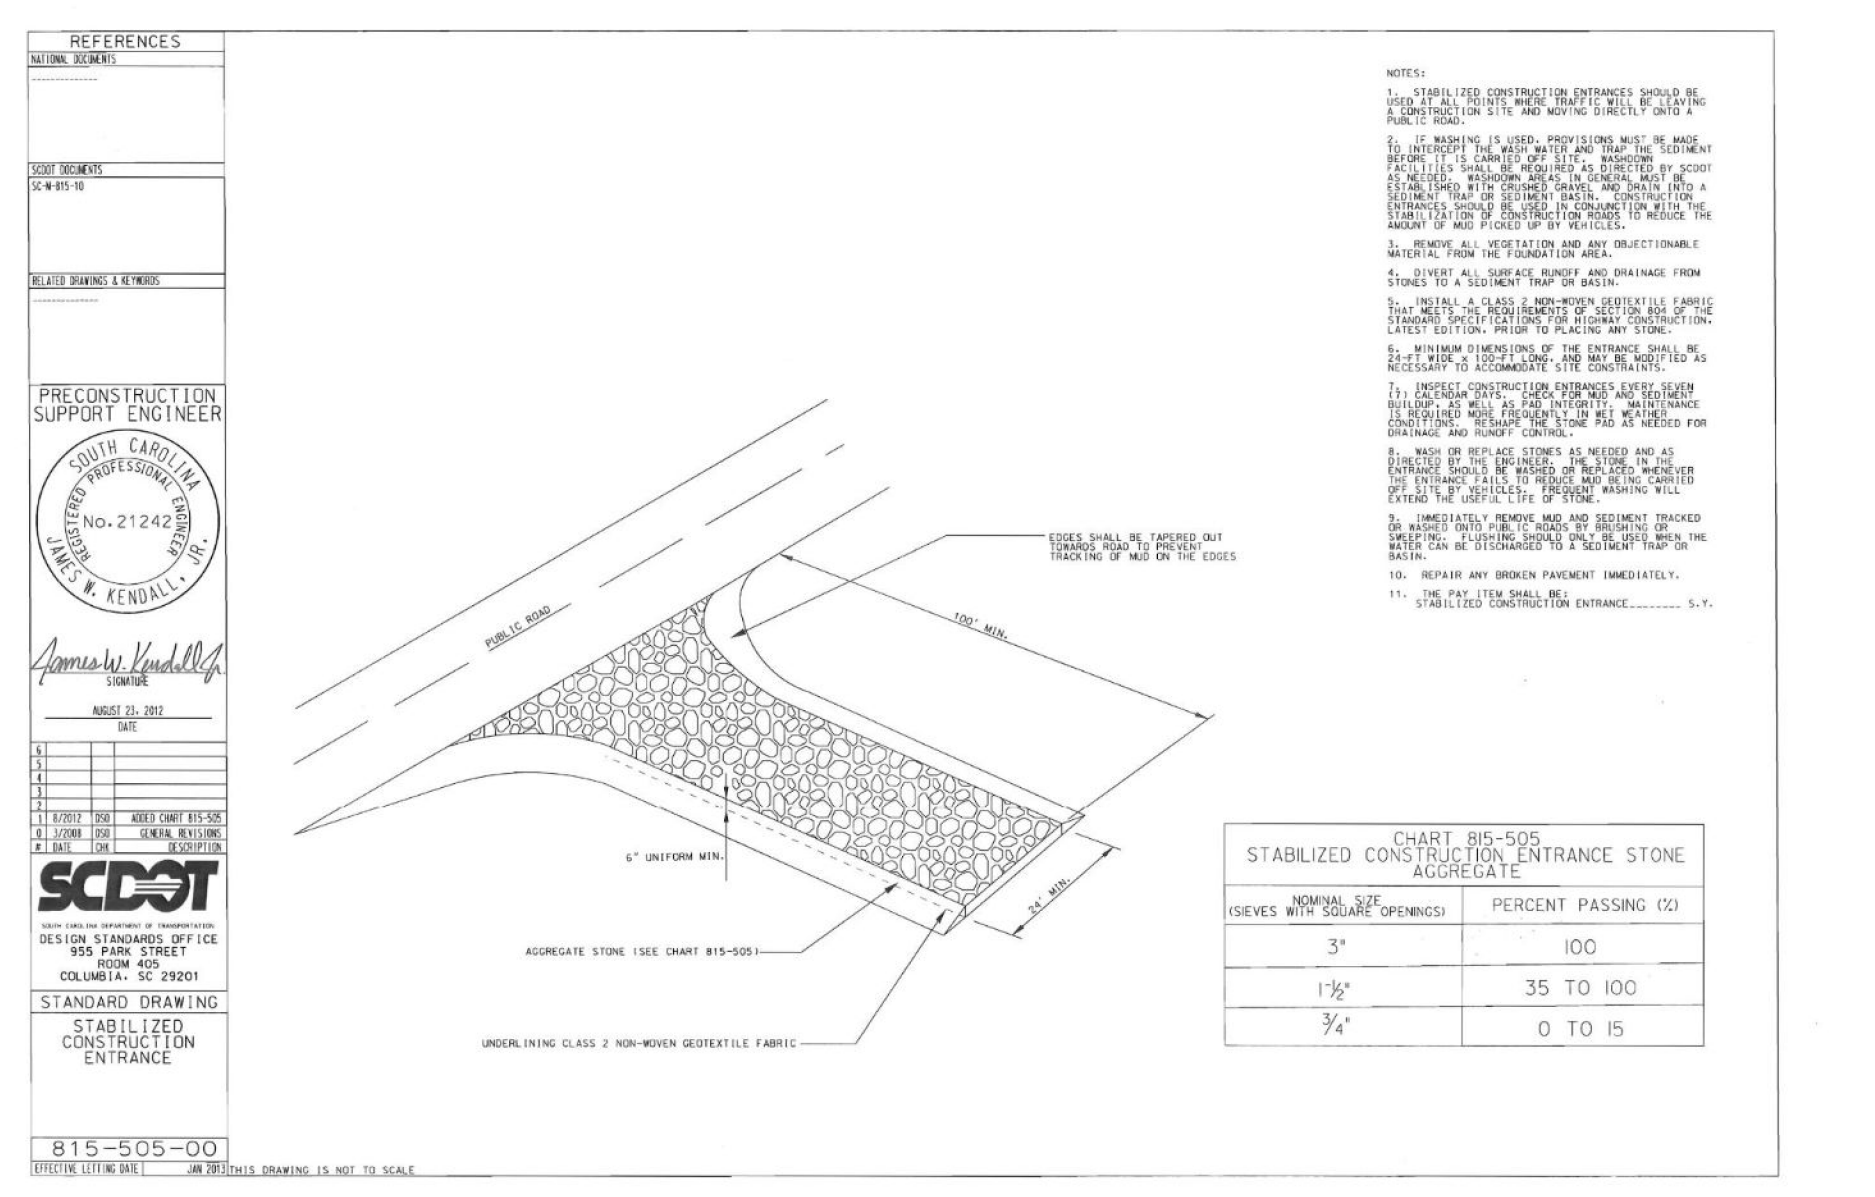 REFERENCES
NATIONAL DOCUMENTS
SCDOT DOCUMENTS
SC-M-815-10
RELATED DRAWINGS & KEYWORDS
PRECONSTRUCTION
SUPPORT ENGINEER
SOUTH CAROLINA
REGISTERED PROFESSIONAL ENGINEER
No. 21242
JAMES W. KENDALL, JR.
James W. Kendall Jr.
SIGNATURE
AUGUST 23, 2012
DATE
6
5
4
3
2
1 8/2012 DSO ADDED CHART 815-505
0 3/2008 DSO GENERAL REVISIONS
# DATE CHK DESCRIPTION
SCDOT
SOUTH CAROLINA DEPARTMENT OF TRANSPORTATION
DESIGN STANDARDS OFFICE
955 PARK STREET
ROOM 405
COLUMBIA, SC 29201
STANDARD DRAWING
STABILIZED
CONSTRUCTION
ENTRANCE
815-505-00
EFFECTIVE LETTING DATE JAN 2013
THIS DRAWING IS NOT TO SCALE
PUBLIC ROAD
EDGES SHALL BE TAPERED OUT
TOWARDS ROAD TO PREVENT
TRACKING OF MUD ON THE EDGES
100' MIN.
6" UNIFORM MIN.
24' MIN.
AGGREGATE STONE (SEE CHART 815-505)
UNDERLINING CLASS 2 NON-WOVEN GEOTEXTILE FABRIC
NOTES:
1. STABILIZED CONSTRUCTION ENTRANCES SHOULD BE
USED AT ALL POINTS WHERE TRAFFIC WILL BE LEAVING
A CONSTRUCTION SITE AND MOVING DIRECTLY ONTO A
PUBLIC ROAD.
2. IF WASHING IS USED, PROVISIONS MUST BE MADE
TO INTERCEPT THE WASH WATER AND TRAP THE SEDIMENT
BEFORE IT IS CARRIED OFF SITE. WASHDOWN
FACILITIES SHALL BE REQUIRED AS DIRECTED BY SCDOT
AS NEEDED. WASHDOWN AREAS IN GENERAL MUST BE
ESTABLISHED WITH CRUSHED GRAVEL AND DRAIN INTO A
SEDIMENT TRAP OR SEDIMENT BASIN. CONSTRUCTION
ENTRANCES SHOULD BE USED IN CONJUNCTION WITH THE
STABILIZATION OF CONSTRUCTION ROADS TO REDUCE THE
AMOUNT OF MUD PICKED UP BY VEHICLES.
3. REMOVE ALL VEGETATION AND ANY OBJECTIONABLE
MATERIAL FROM THE FOUNDATION AREA.
4. DIVERT ALL SURFACE RUNOFF AND DRAINAGE FROM
STONES TO A SEDIMENT TRAP OR BASIN.
5. INSTALL A CLASS 2 NON-WOVEN GEOTEXTILE FABRIC
THAT MEETS THE REQUIREMENTS OF SECTION 804 OF THE
STANDARD SPECIFICATIONS FOR HIGHWAY CONSTRUCTION,
LATEST EDITION, PRIOR TO PLACING ANY STONE.
6. MINIMUM DIMENSIONS OF THE ENTRANCE SHALL BE
24-FT WIDE x 100-FT LONG, AND MAY BE MODIFIED AS
NECESSARY TO ACCOMMODATE SITE CONSTRAINTS.
7. INSPECT CONSTRUCTION ENTRANCES EVERY SEVEN
(7) CALENDAR DAYS. CHECK FOR MUD AND SEDIMENT
BUILDUP, AS WELL AS PAD INTEGRITY. MAINTENANCE
IS REQUIRED MORE FREQUENTLY IN WET WEATHER
CONDITIONS. RESHAPE THE STONE PAD AS NEEDED FOR
DRAINAGE AND RUNOFF CONTROL.
8. WASH OR REPLACE STONES AS NEEDED AND AS
DIRECTED BY THE ENGINEER. THE STONE IN THE
ENTRANCE SHOULD BE WASHED OR REPLACED WHENEVER
THE ENTRANCE FAILS TO REDUCE MUD BEING CARRIED
OFF SITE BY VEHICLES. FREQUENT WASHING WILL
EXTEND THE USEFUL LIFE OF STONE.
9. IMMEDIATELY REMOVE MUD AND SEDIMENT TRACKED
OR WASHED ONTO PUBLIC ROADS BY BRUSHING OR
SWEEPING. FLUSHING SHOULD ONLY BE USED WHEN THE
WATER CAN BE DISCHARGED TO A SEDIMENT TRAP OR
BASIN.
10. REPAIR ANY BROKEN PAVEMENT IMMEDIATELY.
11. THE PAY ITEM SHALL BE:
STABILIZED CONSTRUCTION ENTRANCE________ S.Y.
CHART 815-505
STABILIZED CONSTRUCTION ENTRANCE STONE
AGGREGATE
NOMINAL SIZE
(SIEVES WITH SQUARE OPENINGS)
PERCENT PASSING (%)
3" 100
1-½" 35 TO 100
¾" 0 TO 15